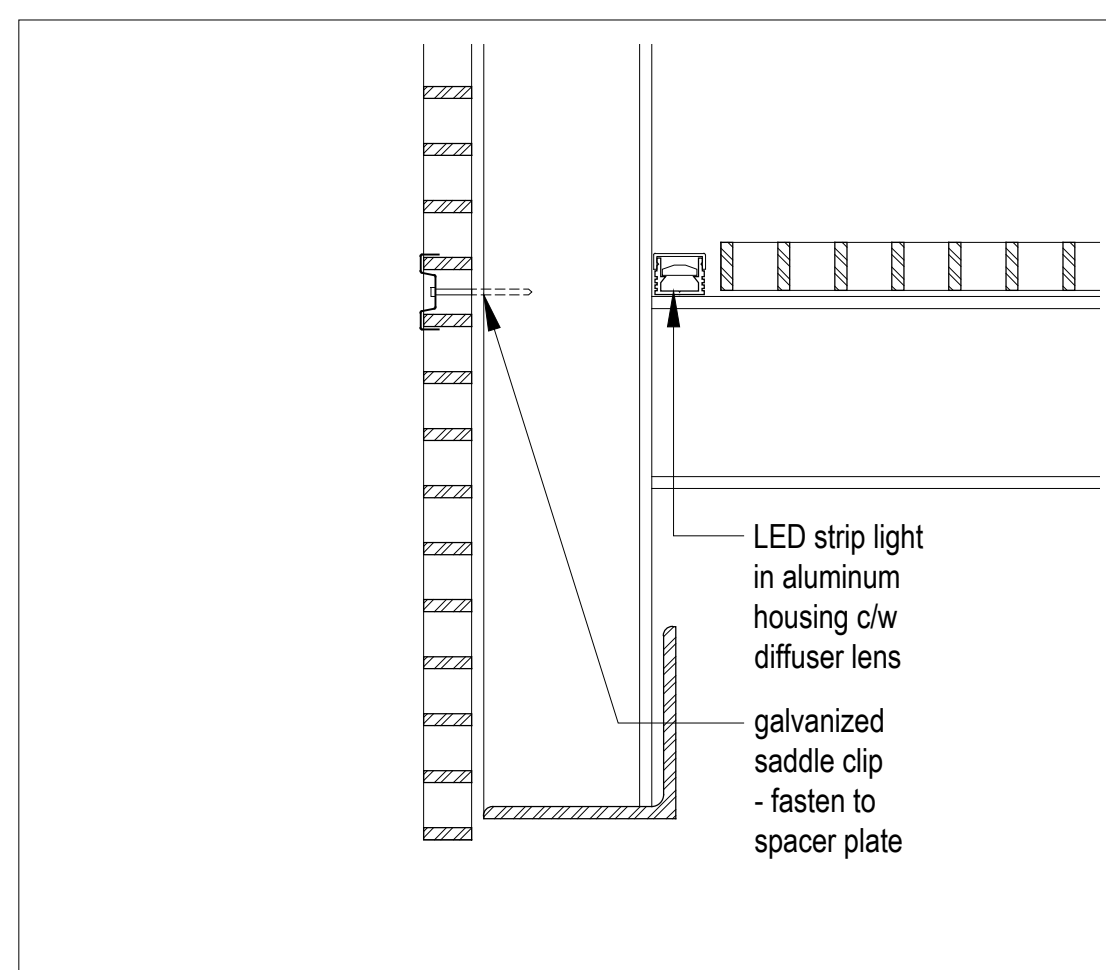 LED strip light
in aluminum
housing c/w
diffuser lens
galvanized
saddle clip
- fasten to
spacer plate